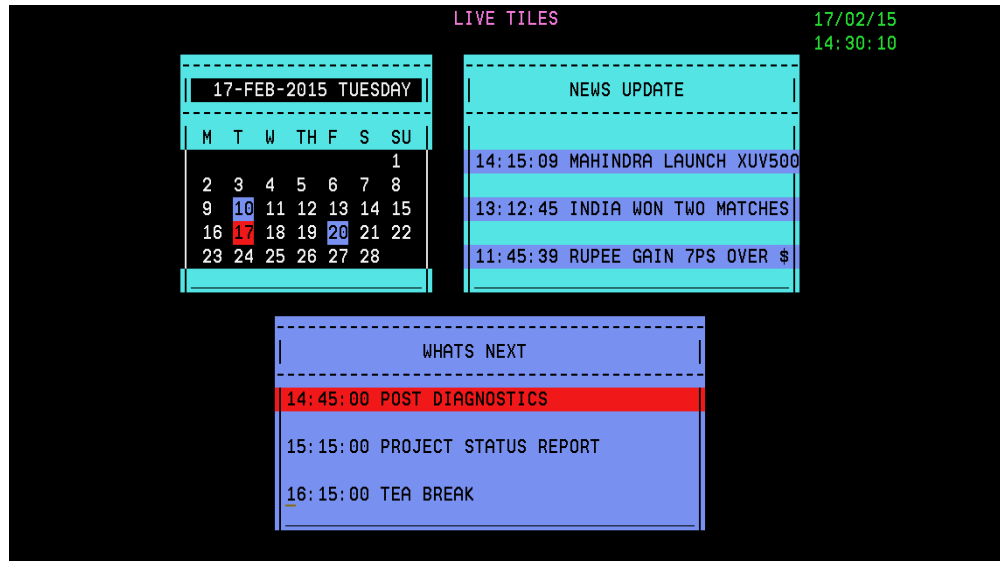 LIVE TILES
17/02/15
14:30:10
17-FEB-2015 TUESDAY
M T W TH F S SU
1
2 3 4 5 6 7 8
9 10 11 12 13 14 15
16 17 18 19 20 21 22
23 24 25 26 27 28
NEWS UPDATE
14:15:09 MAHINDRA LAUNCH XUV500
13:12:45 INDIA WON TWO MATCHES
11:45:39 RUPEE GAIN 7PS OVER $
WHATS NEXT
14:45:00 POST DIAGNOSTICS
15:15:00 PROJECT STATUS REPORT
16:15:00 TEA BREAK